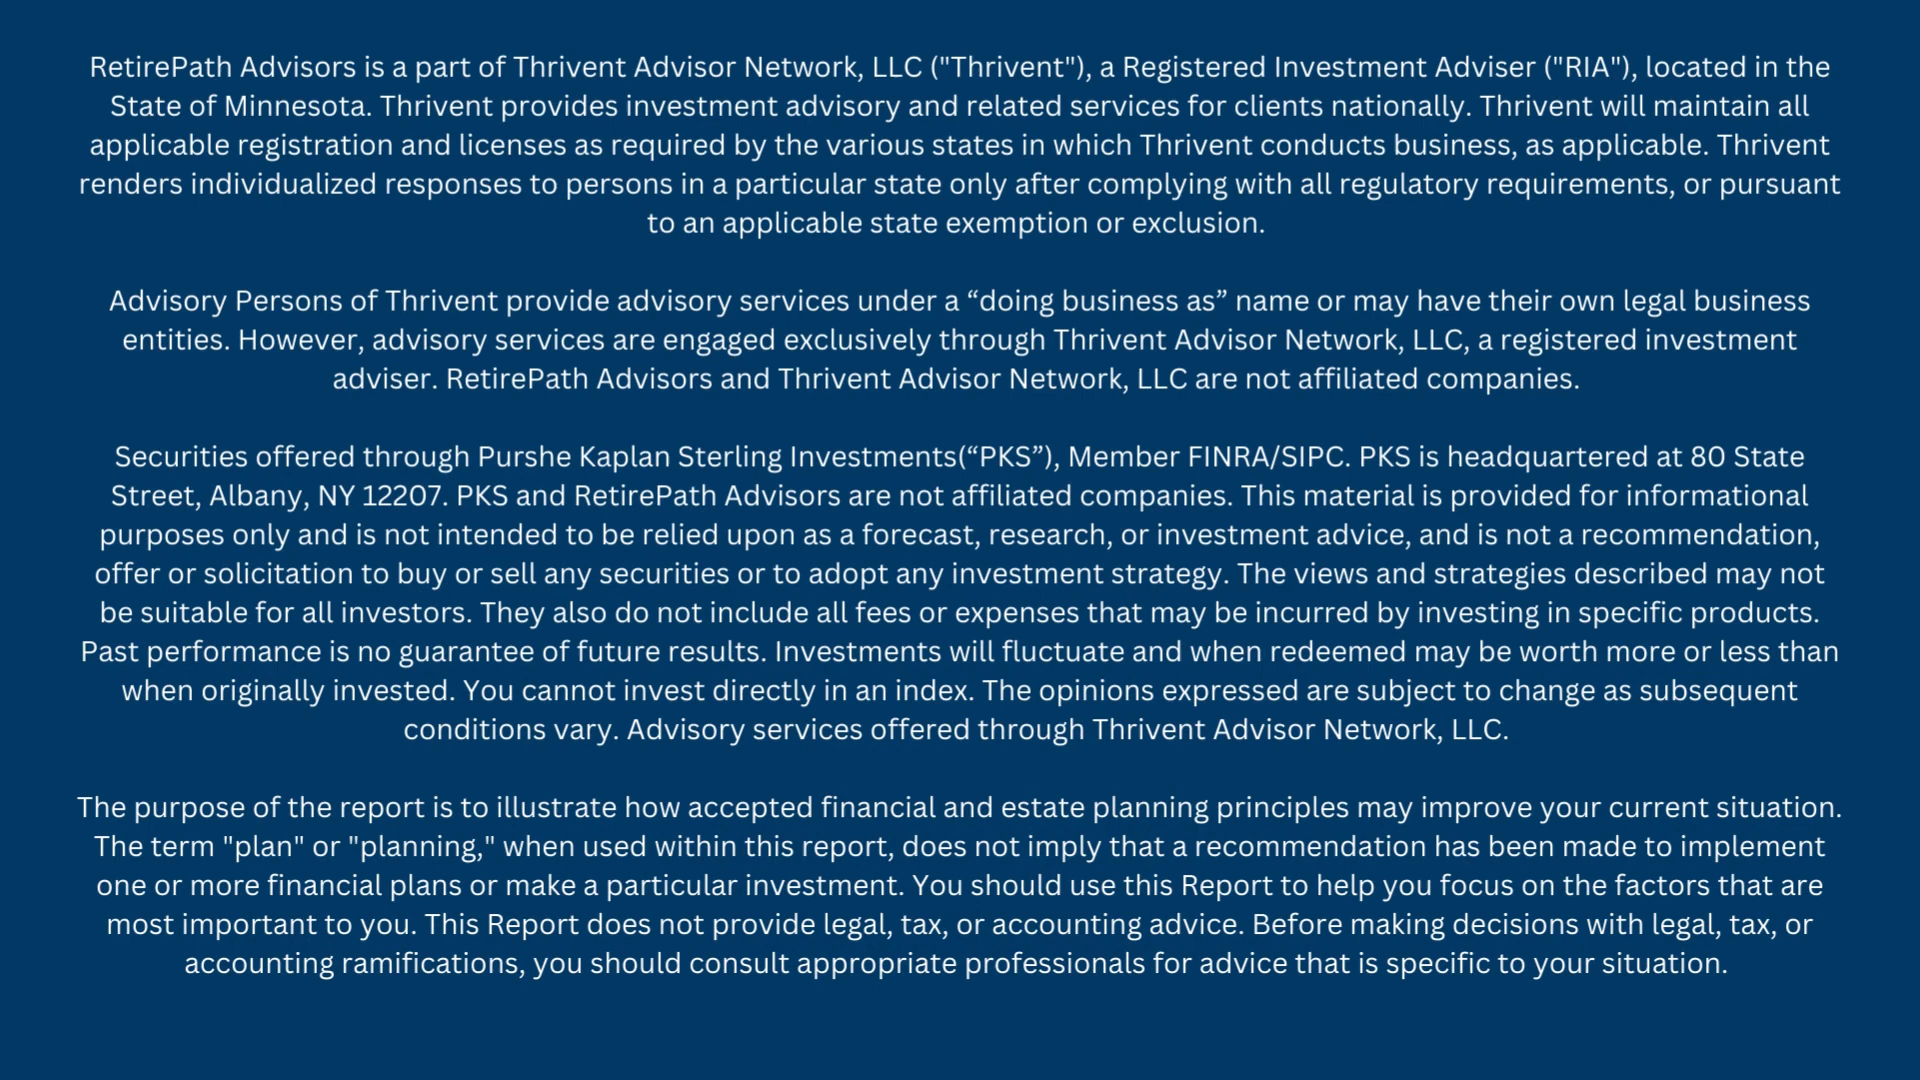 RetirePath Advisors is a part of Thrivent Advisor Network, LLC ("Thrivent"), a Registered Investment Adviser ("RIA"), located in the
State of Minnesota. Thrivent provides investment advisory and related services for clients nationally. Thrivent will maintain all
applicable registration and licenses as required by the various states in which Thrivent conducts business, as applicable. Thrivent
renders individualized responses to persons in a particular state only after complying with all regulatory requirements, or pursuant
to an applicable state exemption or exclusion.
Advisory Persons of Thrivent provide advisory services under a “doing business as” name or may have their own legal business
entities. However, advisory services are engaged exclusively through Thrivent Advisor Network, LLC, a registered investment
adviser. RetirePath Advisors and Thrivent Advisor Network, LLC are not affiliated companies.
Securities offered through Purshe Kaplan Sterling Investments(“PKS”), Member FINRA/SIPC. PKS is headquartered at 80 State
Street, Albany, NY 12207. PKS and RetirePath Advisors are not affiliated companies. This material is provided for informational
purposes only and is not intended to be relied upon as a forecast, research, or investment advice, and is not a recommendation,
offer or solicitation to buy or sell any securities or to adopt any investment strategy. The views and strategies described may not
be suitable for all investors. They also do not include all fees or expenses that may be incurred by investing in specific products.
Past performance is no guarantee of future results. Investments will fluctuate and when redeemed may be worth more or less than
when originally invested. You cannot invest directly in an index. The opinions expressed are subject to change as subsequent
conditions vary. Advisory services offered through Thrivent Advisor Network, LLC.
The purpose of the report is to illustrate how accepted financial and estate planning principles may improve your current situation.
The term "plan" or "planning," when used within this report, does not imply that a recommendation has been made to implement
one or more financial plans or make a particular investment. You should use this Report to help you focus on the factors that are
most important to you. This Report does not provide legal, tax, or accounting advice. Before making decisions with legal, tax, or
accounting ramifications, you should consult appropriate professionals for advice that is specific to your situation.